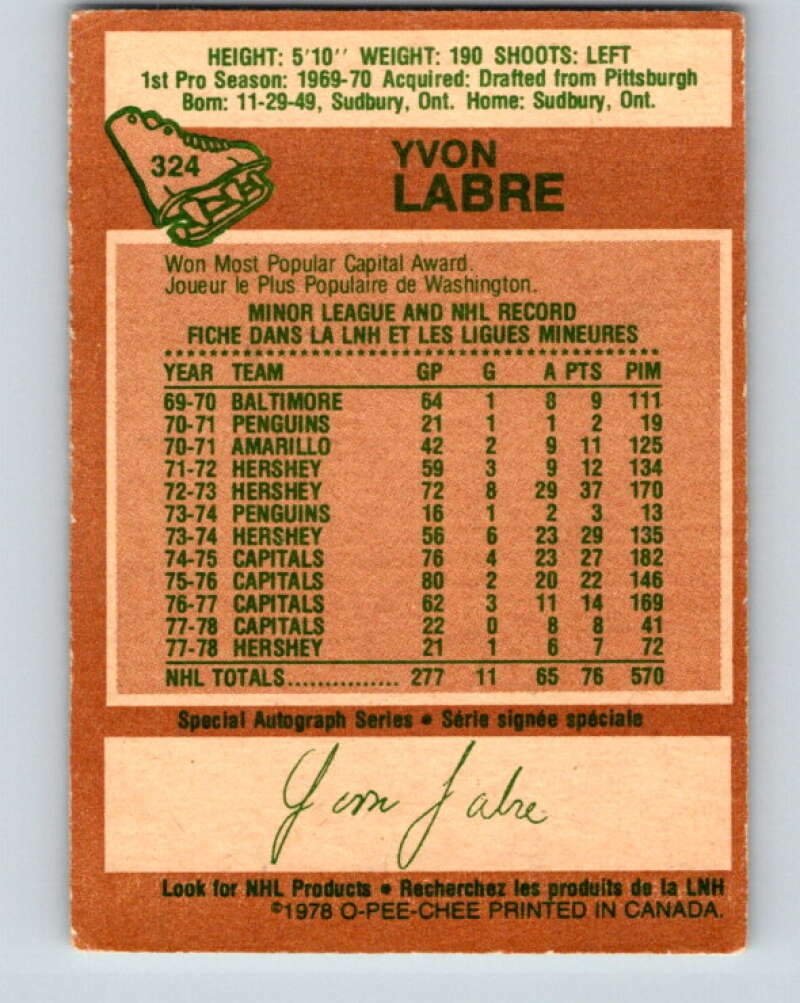 HEIGHT: 5'10'' WEIGHT: 190 SHOOTS: LEFT
1st Pro Season: 1969-70 Acquired: Drafted from Pittsburgh
Born: 11-29-49, Sudbury, Ont. Home: Sudbury, Ont.
324
YVON
LABRE
Won Most Popular Capital Award.
Joueur le Plus Populaire de Washington.
MINOR LEAGUE AND NHL RECORD
FICHE DANS LA LNH ET LES LIGUES MINEURES
YEAR TEAM GP G A PTS PIM
69-70 BALTIMORE 64 1 8 9 111
70-71 PENGUINS 21 1 1 2 19
70-71 AMARILLO 42 2 9 11 125
71-72 HERSHEY 59 3 9 12 134
72-73 HERSHEY 72 8 29 37 170
73-74 PENGUINS 16 1 2 3 13
73-74 HERSHEY 56 6 23 29 135
74-75 CAPITALS 76 4 23 27 182
75-76 CAPITALS 80 2 20 22 146
76-77 CAPITALS 62 3 11 14 169
77-78 CAPITALS 22 0 8 8 41
77-78 HERSHEY 21 1 6 7 72
NHL TOTALS............... 277 11 65 76 570
Special Autograph Series • Série signée spéciale
Yvon Labre
Look for NHL Products • Recherchez les produits de la LNH
©1978 O-PEE-CHEE PRINTED IN CANADA.